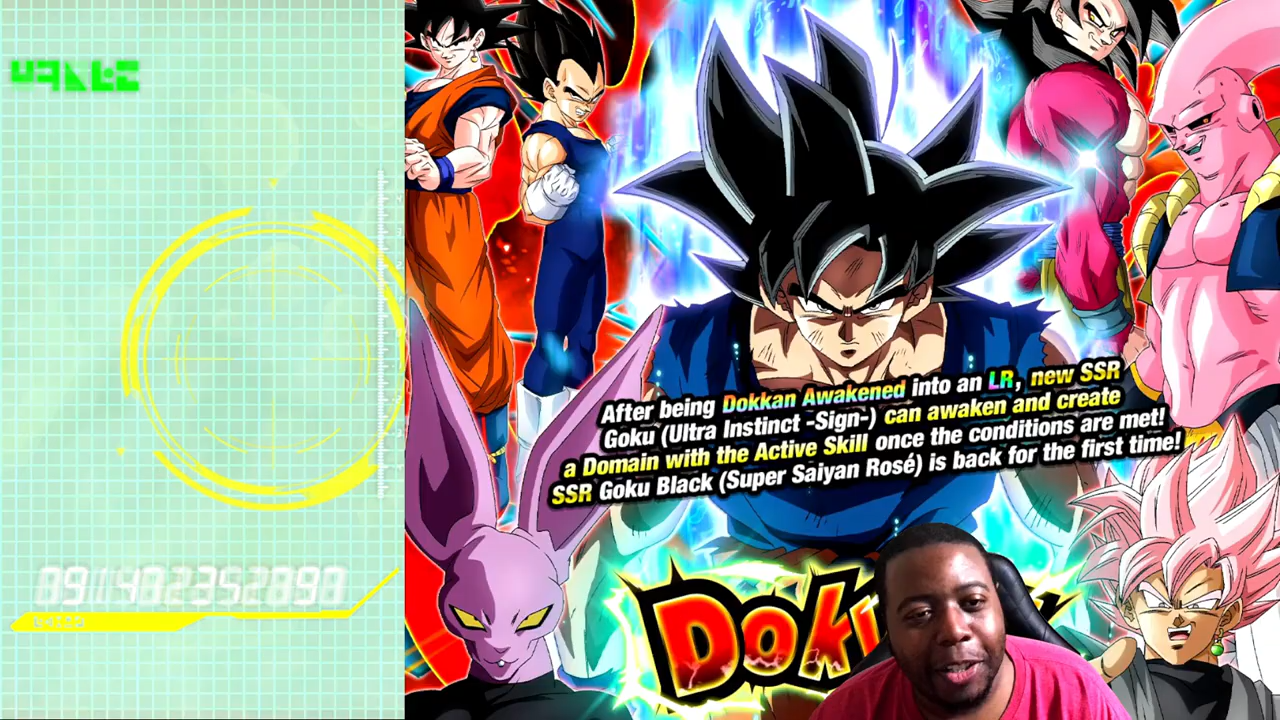 After being Dokkan Awakened into an LR, new SSR
Goku (Ultra Instinct -Sign-) can awaken and create
a Domain with the Active Skill once the conditions are met!
SSR Goku Black (Super Saiyan Rosé) is back for the first time!